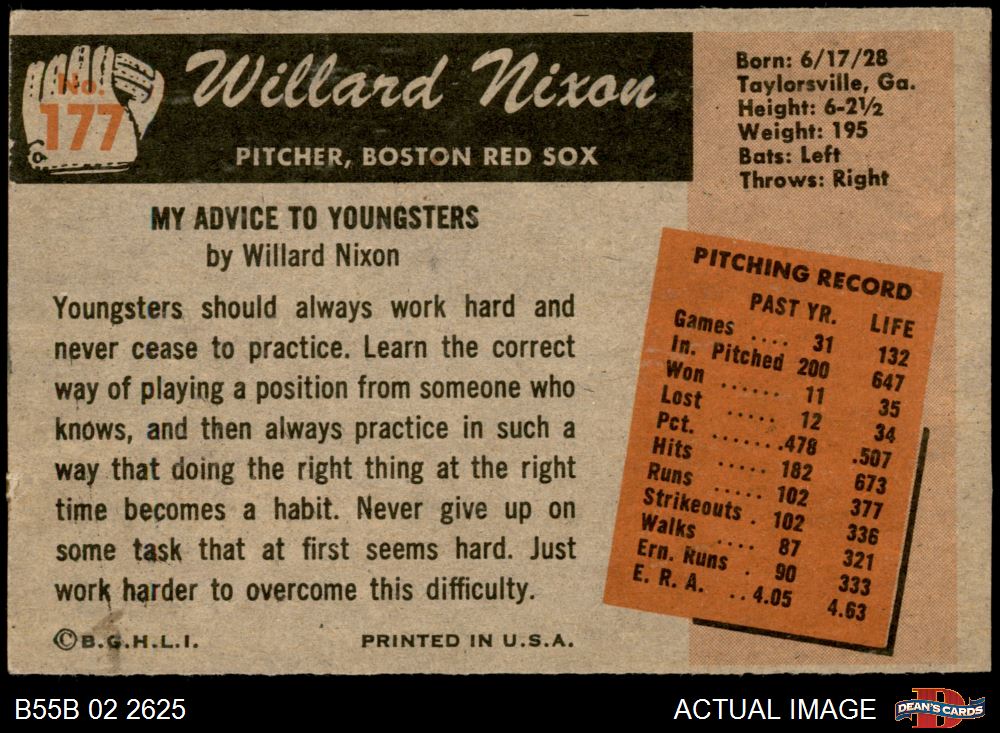 No.
177
Willard Nixon
PITCHER, BOSTON RED SOX
Born: 6/17/28
Taylorsville, Ga.
Height: 6-2½
Weight: 195
Bats: Left
Throws: Right
MY ADVICE TO YOUNGSTERS
by Willard Nixon
Youngsters should always work hard and
never cease to practice. Learn the correct
way of playing a position from someone who
knows, and then always practice in such a
way that doing the right thing at the right
time becomes a habit. Never give up on
some task that at first seems hard. Just
work harder to overcome this difficulty.
©B.G.H.L.I. PRINTED IN U.S.A.
PITCHING RECORD
PAST YR. LIFE
Games .... 31 132
In. Pitched 200 647
Won ...... 11 35
Lost ..... 12 34
Pct. .......478 .507
Hits ..... 182 673
Runs ..... 102 377
Strikeouts . 102 336
Walks .... 87 321
Ern. Runs . 90 333
E. R. A. ..4.05 4.63
B55B 02 2625 ACTUAL IMAGE
DEAN'S CARDS